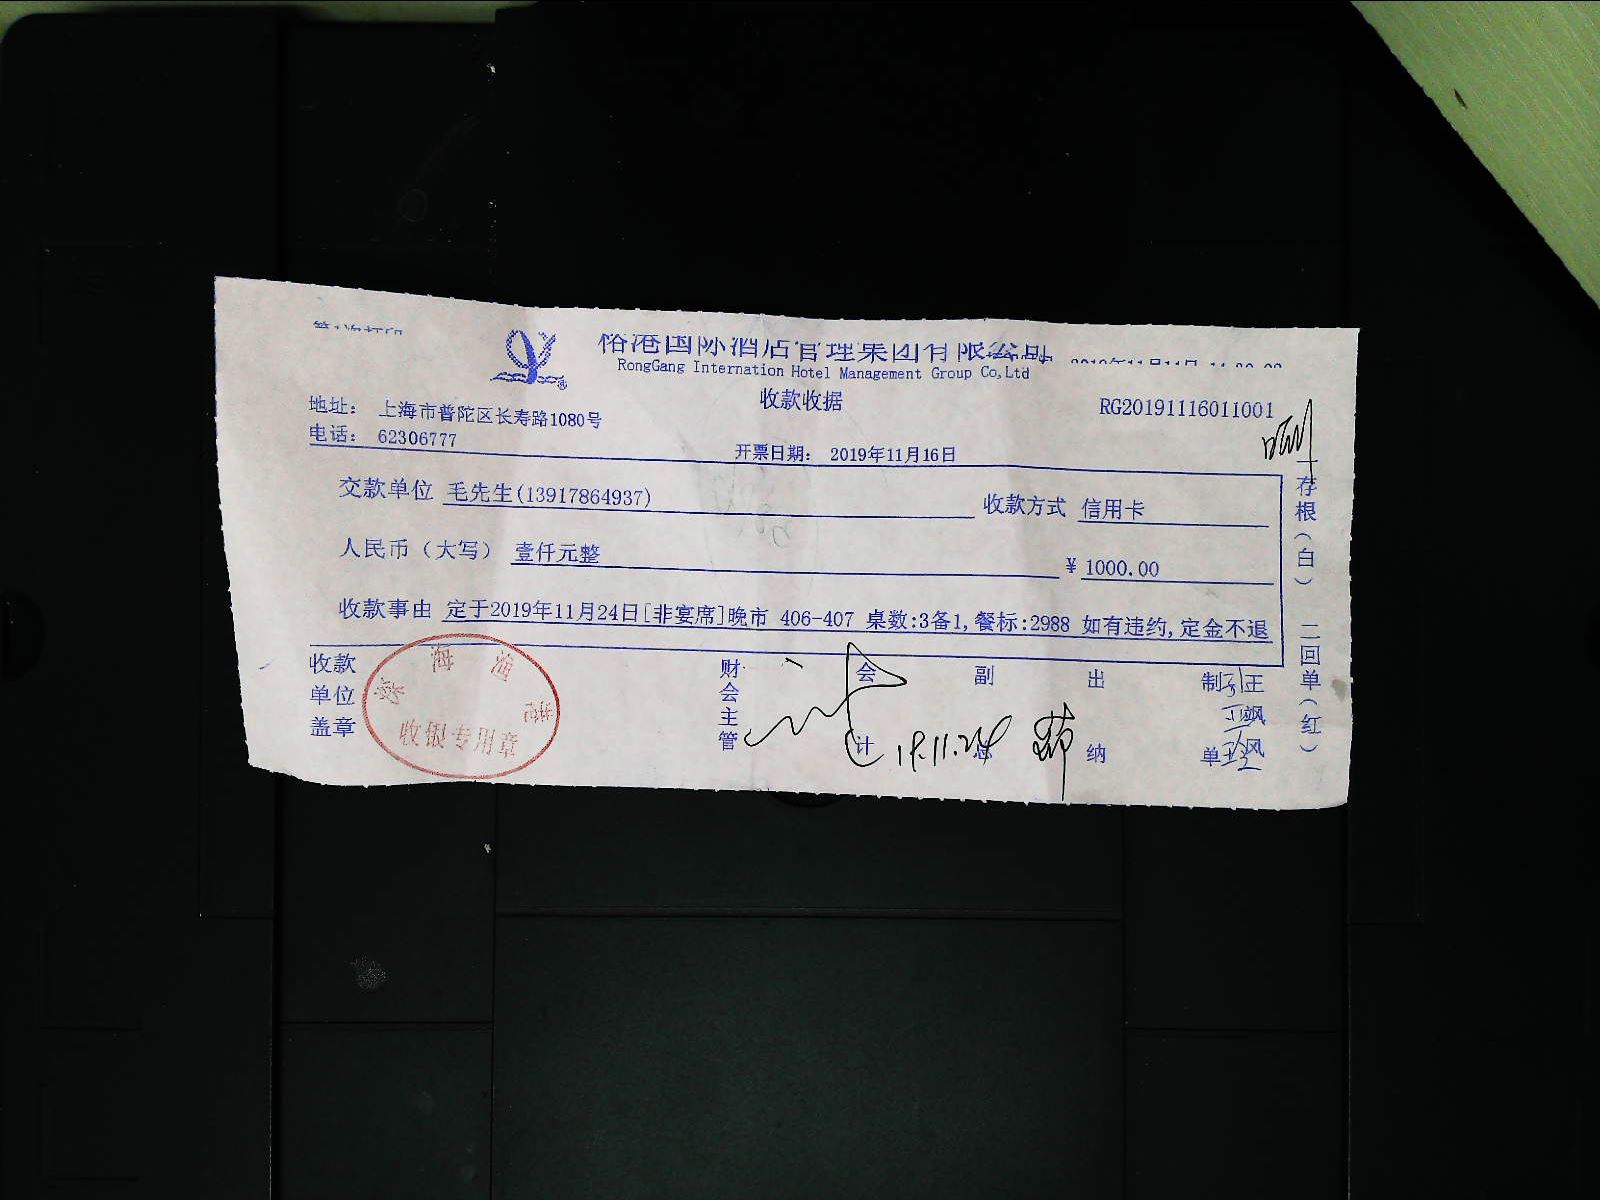 港国际酒店管理集团有限公司
RongGang Internation Hotel Management Group Co,Ltd
收款收据
RG20191116011001
地址： 上海市普陀区长寿路1080号
电话： 62306777
开票日期： 2019年11月16日
交款单位 毛先生(13917864937) 收款方式 信用卡
人民币（大写） 壹仟元整 ¥ 1000.00
收款事由 定于2019年11月24日[非宴席]晚市 406-407 桌数:3备1,餐标:2988 如有违约,定金不退
收款单位盖章
收银专用章
财会主管
会计
副总
出纳
制单
19.11.24
一存根（白）
二回单（红）